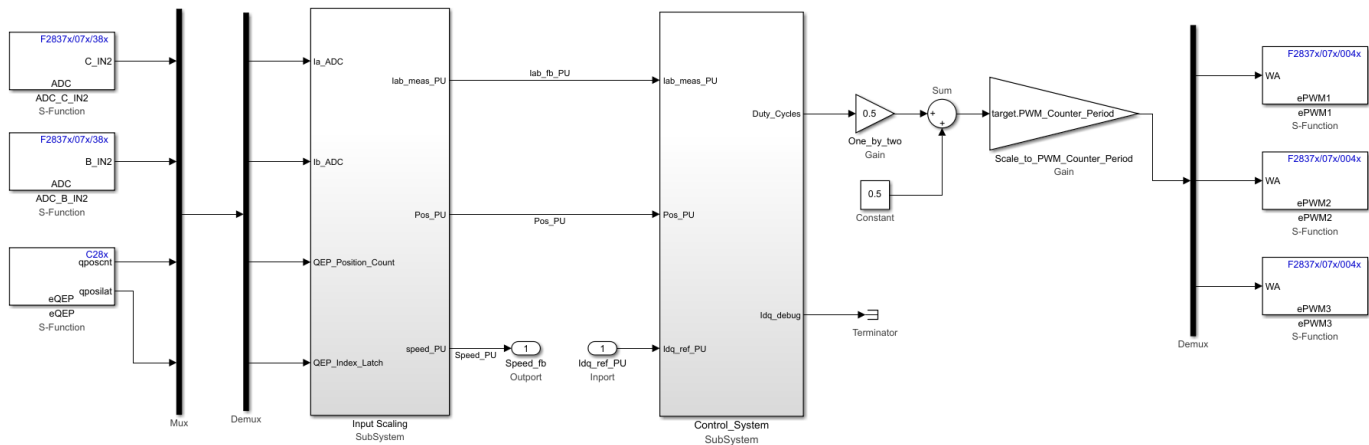 F2837x/07x/38x
C_IN2
ADC
ADC_C_IN2
S-Function
F2837x/07x/38x
B_IN2
ADC
ADC_B_IN2
S-Function
C28x
qposcnt
qposilat
eQEP
eQEP
S-Function
Mux
Demux
Ia_ADC
Ib_ADC
QEP_Position_Count
QEP_Index_Latch
Iab_meas_PU
Pos_PU
speed_PU
Input Scaling
SubSystem
Iab_fb_PU
Pos_PU
Speed_PU
1
Speed_fb
Outport
1
Idq_ref_PU
Inport
Iab_meas_PU
Pos_PU
Idq_ref_PU
Duty_Cycles
Idq_debug
Control_System
SubSystem
0.5
One_by_two
Gain
Sum
+
+
0.5
Constant
Terminator
target.PWM_Counter_Period
Scale_to_PWM_Counter_Period
Gain
Demux
F2837x/07x/004x
WA
ePWM1
ePWM1
S-Function
F2837x/07x/004x
WA
ePWM2
ePWM2
S-Function
F2837x/07x/004x
WA
ePWM3
ePWM3
S-Function